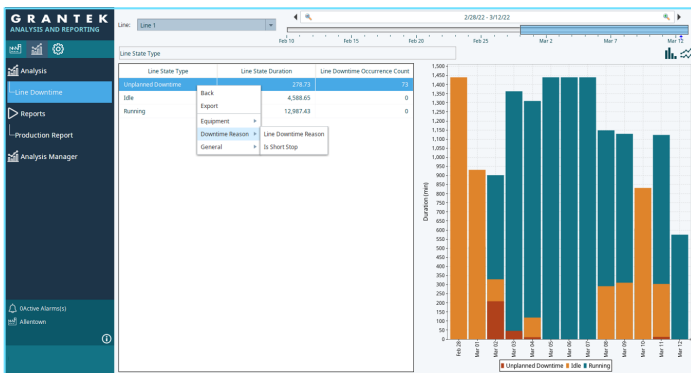 GRANTEK
ANALYSIS AND REPORTING
Line: Line 1
2/28/22 - 3/12/22
Feb 10 Feb 15 Feb 20 Feb 25 Mar 2 Mar 7 Mar 12
Analysis
Line Downtime
Reports
Production Report
Analysis Manager
0Active Alarms(s)
Allentown
Line State Type
Line State Type Line State Duration Line Downtime Occurrence Count
Unplanned Downtime 278.73 73
Idle 4,588.65 0
Running 12,987.43 0
Back
Export
Equipment
Downtime Reason
General
Line Downtime Reason
Is Short Stop
Duration (min)
1,500
1,450
1,400
1,350
1,300
1,250
1,200
1,150
1,100
1,050
1,000
950
900
850
800
750
700
650
600
550
500
450
400
350
300
250
200
150
100
50
0
Feb 28 Mar 01 Mar 02 Mar 03 Mar 04 Mar 05 Mar 06 Mar 07 Mar 08 Mar 09 Mar 10 Mar 11 Mar 12
Unplanned Downtime Idle Running